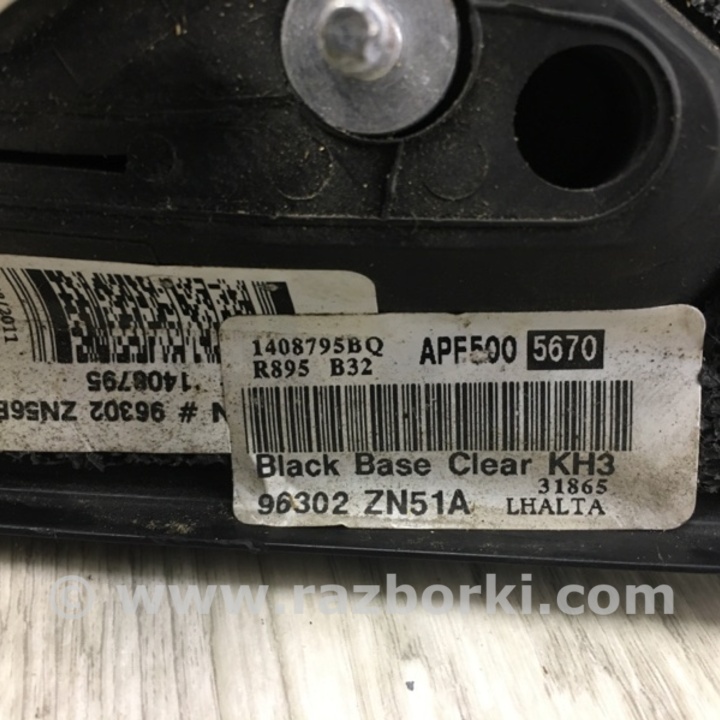 1408795BQ APF500 5670
R895 B32
Black Base Clear KH3
31865
96302 ZN51A LHALTA
/2011
1408795
N # 96302 ZN56
© www.razborki.com